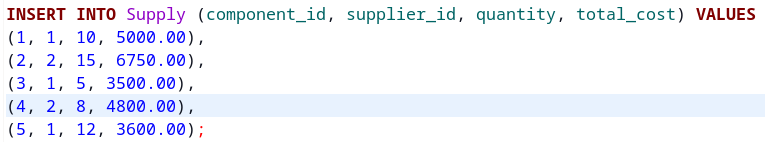 INSERT INTO Supply (component_id, supplier_id, quantity, total_cost) VALUES
(1, 1, 10, 5000.00),
(2, 2, 15, 6750.00),
(3, 1, 5, 3500.00),
(4, 2, 8, 4800.00),
(5, 1, 12, 3600.00);